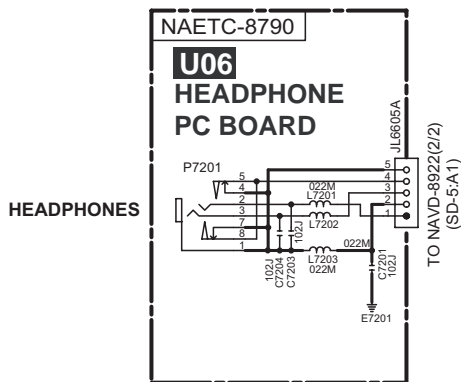 NAETC-8790
U06
HEADPHONE
PC BOARD
JL6605A
P7201
5
4
2
3
7
8
1
HEADPHONES
022M
L7201
L7202
102J
L7203
022M
022M
102J
C7204
C7203
C7201
102J
E7201
5
4
3
2
1
TO NAVD-8922(2/2)
(SD-5:A1)